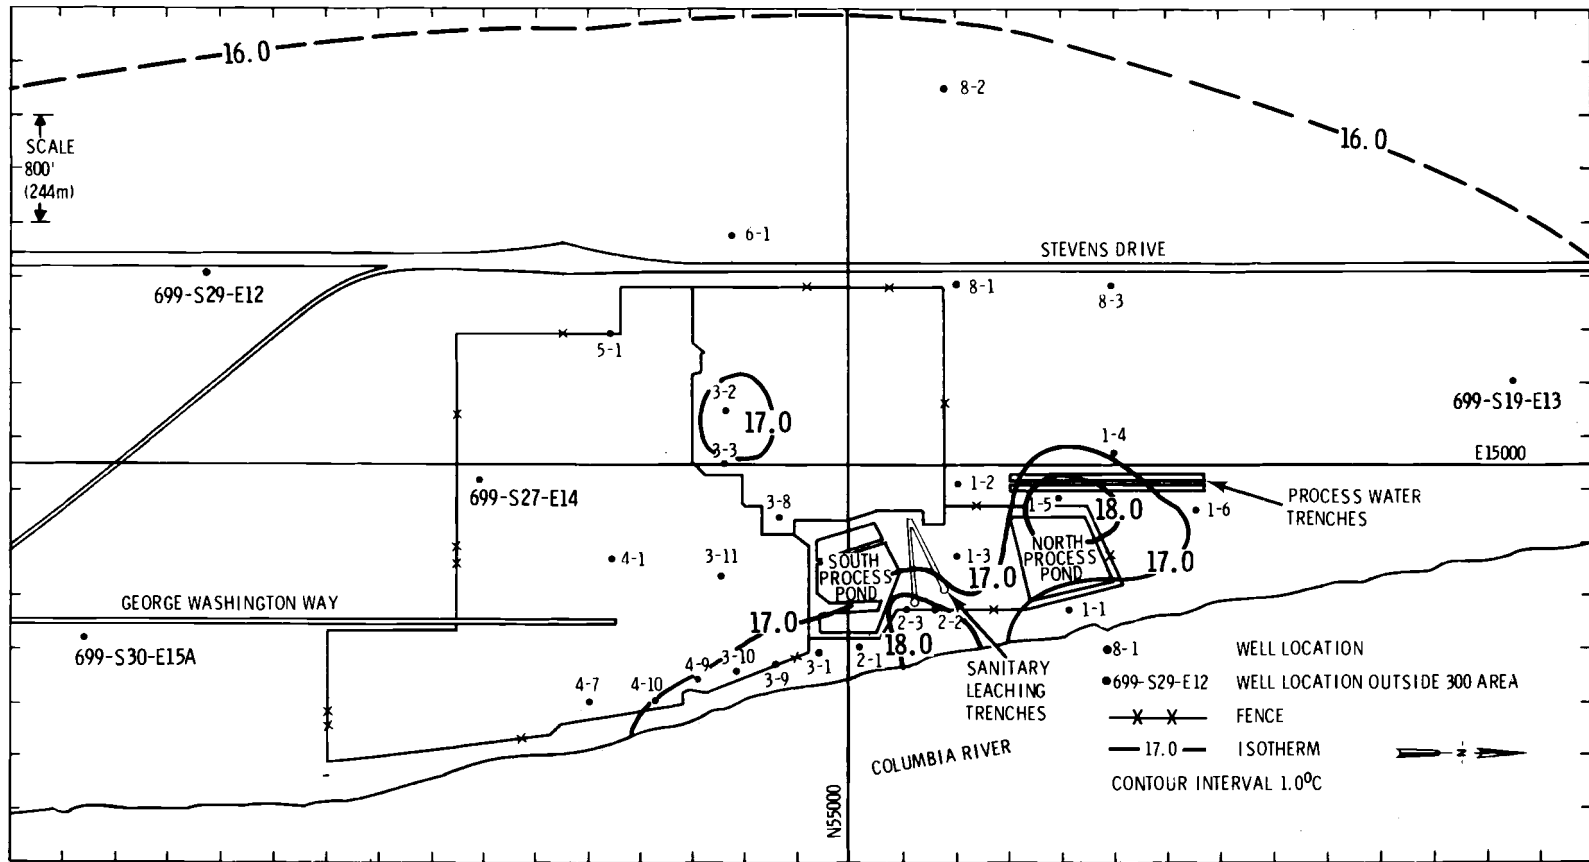 16.0
8-2
16.0
SCALE
800'
(244m)
6-1
STEVENS DRIVE
699-S29-E12
8-1
8-3
5-1
3-2
17.0
699-S19-E13
3-3
1-4
E15000
699-S27-E14
1-2
PROCESS WATER
TRENCHES
3-8
1-5
18.0
1-6
4-1
3-11
SOUTH
PROCESS
POND
1-3
17.0
NORTH
PROCESS
POND
17.0
GEORGE WASHINGTON WAY
17.0
2-3
2-2
1-1
18.0
699-S30-E15A
4-9
3-10
3-9
3-1
2-1
4-7
4-10
SANITARY
LEACHING
TRENCHES
8-1 WELL LOCATION
699-S29-E12 WELL LOCATION OUTSIDE 300 AREA
X X FENCE
17.0 ISOTHERM
N
CONTOUR INTERVAL 1.0°C
COLUMBIA RIVER
N55000